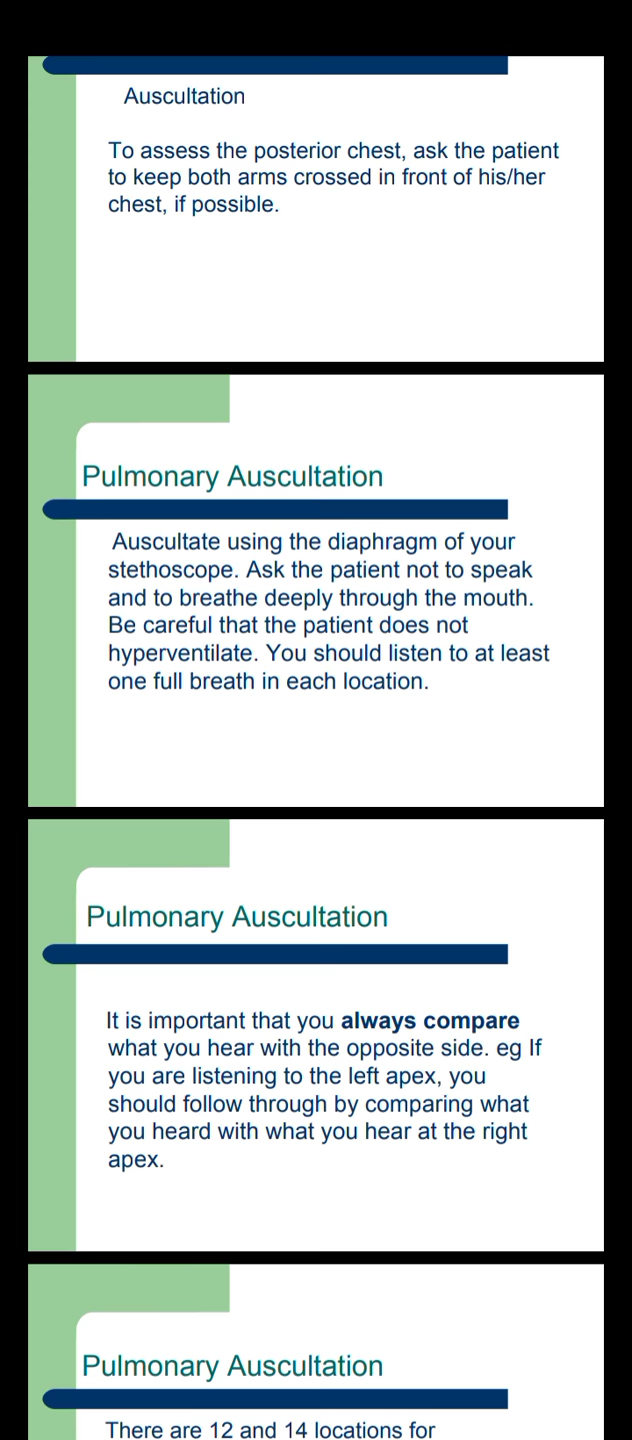 Auscultation
To assess the posterior chest, ask the patient
to keep both arms crossed in front of his/her
chest, if possible.
Pulmonary Auscultation
Auscultate using the diaphragm of your
stethoscope. Ask the patient not to speak
and to breathe deeply through the mouth.
Be careful that the patient does not
hyperventilate. You should listen to at least
one full breath in each location.
Pulmonary Auscultation
It is important that you always compare
what you hear with the opposite side. eg If
you are listening to the left apex, you
should follow through by comparing what
you heard with what you hear at the right
apex.
Pulmonary Auscultation
There are 12 and 14 locations for